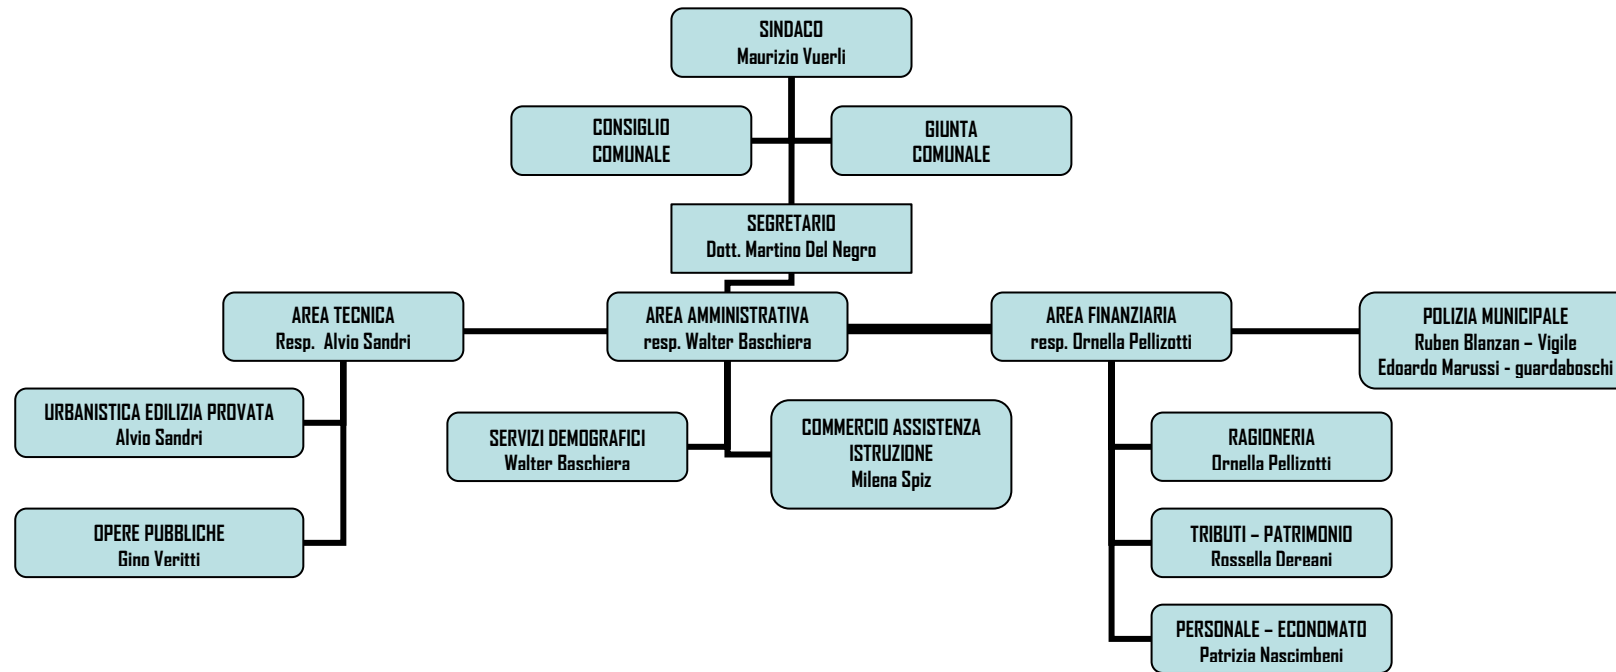 SINDACO
Maurizio Vuerli
CONSIGLIO
COMUNALE
GIUNTA
COMUNALE
SEGRETARIO
Dott. Martino Del Negro
AREA TECNICA
Resp. Alvio Sandri
AREA AMMINISTRATIVA
resp. Walter Baschiera
AREA FINANZIARIA
resp. Ornella Pellizotti
POLIZIA MUNICIPALE
Ruben Blanzan – Vigile
Edoardo Marussi - guardaboschi
URBANISTICA EDILIZIA PROVATA
Alvio Sandri
SERVIZI DEMOGRAFICI
Walter Baschiera
COMMERCIO ASSISTENZA
ISTRUZIONE
Milena Spiz
RAGIONERIA
Ornella Pellizotti
OPERE PUBBLICHE
Gino Veritti
TRIBUTI – PATRIMONIO
Rossella Dereani
PERSONALE – ECONOMATO
Patrizia Nascimbeni